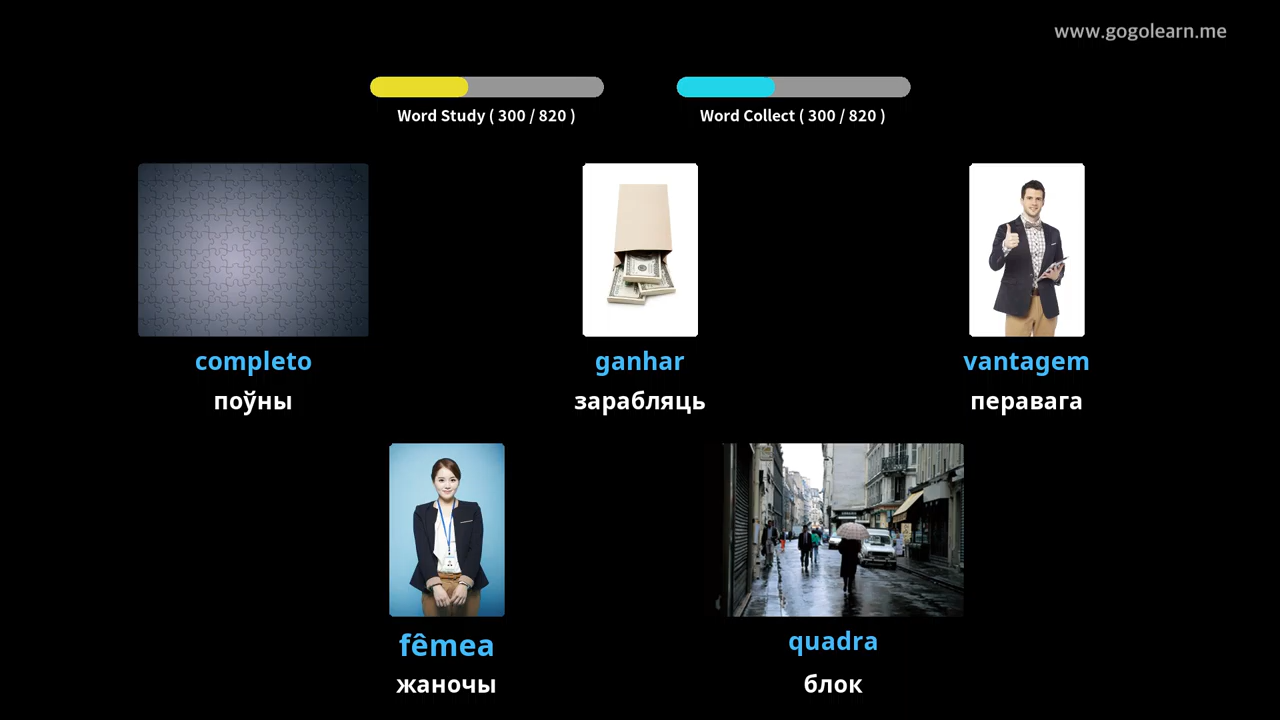 www.gogolearn.me
Word Study ( 300 / 820 )
Word Collect ( 300 / 820 )
completo
поўны
ganhar
зарабляць
vantagem
перавага
fêmea
жаночы
quadra
блок